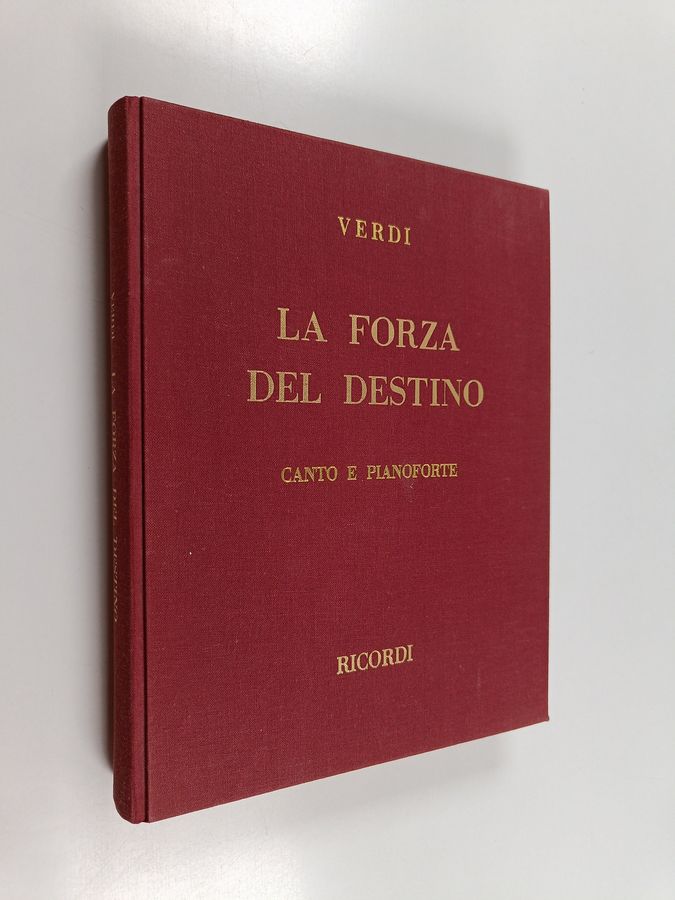 VERDI
LA FORZA
DEL DESTINO
CANTO E PIANOFORTE
RICORDI
VERDI LA FORZA DEL DESTINO